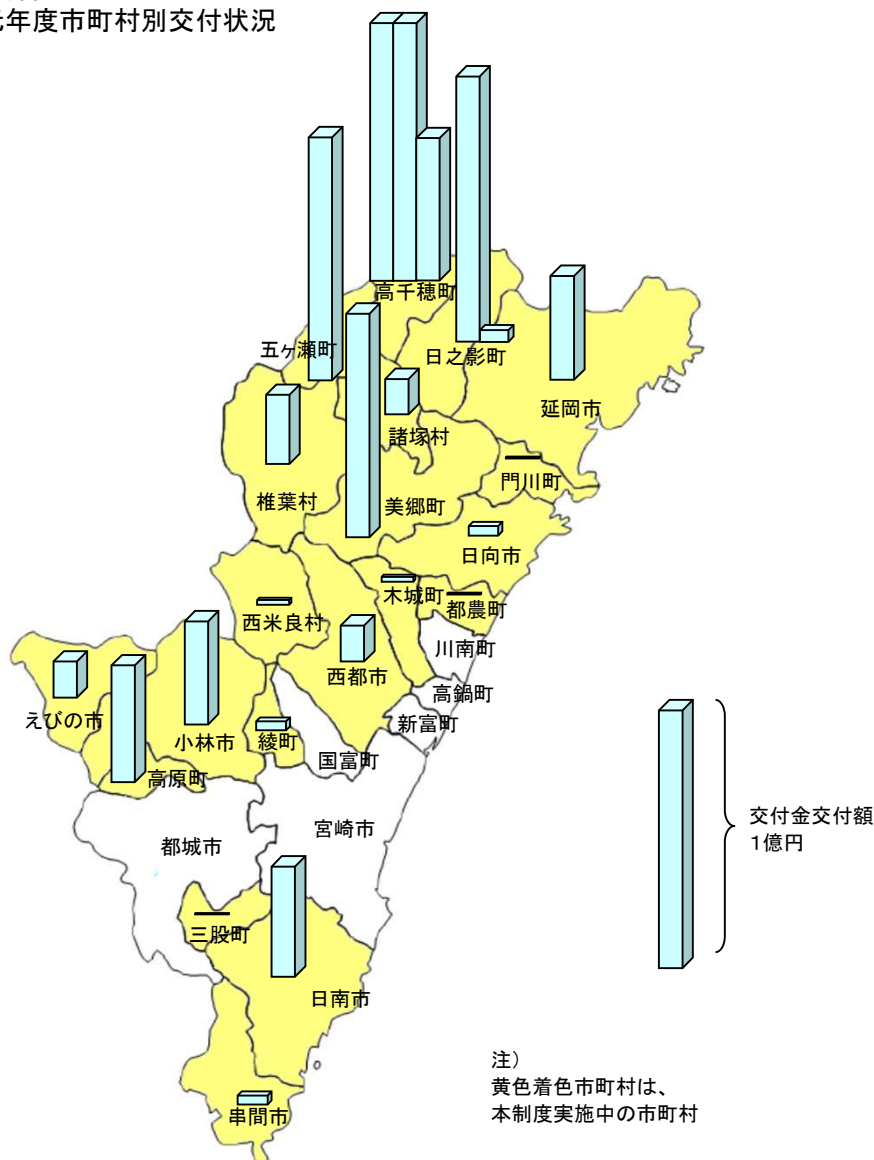 年度市町村別交付状況
高千穂町
五ヶ瀬町
日之影町
延岡市
諸塚村
門川町
椎葉村
美郷町
日向市
木城町
都農町
西米良村
川南町
西都市
高鍋町
えびの市
新富町
小林市
綾町
国富町
高原町
宮崎市
都城市
交付金交付額
1億円
三股町
日南市
注）
黄色着色市町村は、
本制度実施中の市町村
串間市